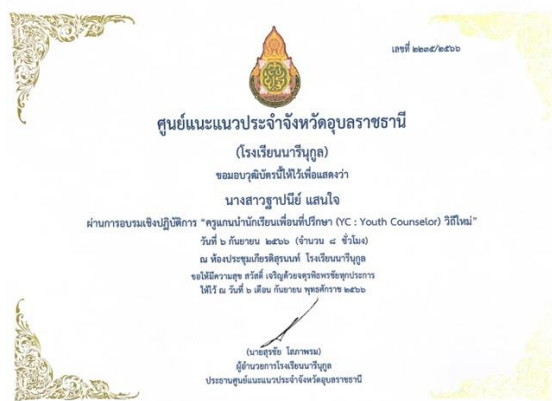 เลขที่ ๒๒๓๕/๒๕๖๖
ศูนย์แนะแนวประจำจังหวัดอุบลราชธานี
(โรงเรียนนารีนุกูล)
ขอมอบวุฒิบัตรนี้ให้ไว้เพื่อแสดงว่า
นางสาวฐาปนีย์ แสนใจ
ผ่านการอบรมเชิงปฏิบัติการ “ครูแกนนำนักเรียนเพื่อนที่ปรึกษา (YC : Youth Counselor) วิถีใหม่”
วันที่ ๖ กันยายน ๒๕๖๖ (จำนวน ๘ ชั่วโมง)
ณ ห้องประชุมเกียรติสุรนนท์ โรงเรียนนารีนุกูล
ขอให้มีความสุข สวัสดิ์ เจริญด้วยจตุรพิธพรชัยทุกประการ
ให้ไว้ ณ วันที่ ๖ เดือน กันยายน พุทธศักราช ๒๕๖๖
(นายสุรชัย โสภาพรม)
ผู้อำนวยการโรงเรียนนารีนุกูล
ประธานศูนย์แนะแนวประจำจังหวัดอุบลราชธานี